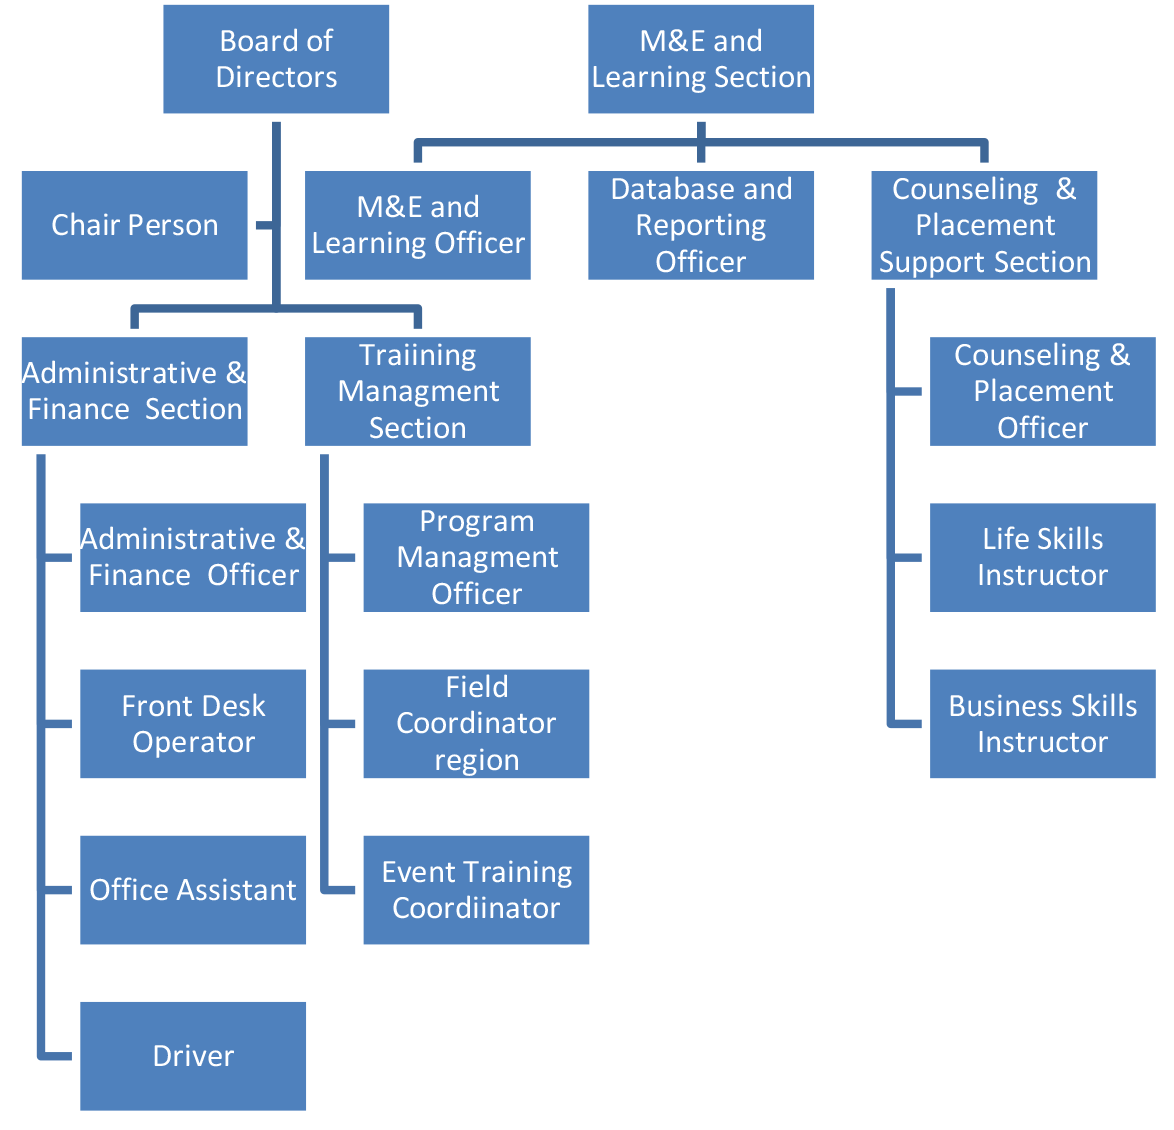 Board of
Directors
M&E and
Learning Section
Chair Person
M&E and
Learning Officer
Database and
Reporting
Officer
Counseling  &
Placement
Support Section
Administrative &
Finance  Section
Traiining
Managment
Section
Counseling &
Placement
Officer
Administrative &
Finance  Officer
Program
Managment
Officer
Life Skills
Instructor
Front Desk
Operator
Field
Coordinator
region
Business Skills
Instructor
Office Assistant
Event Training
Coordiinator
Driver